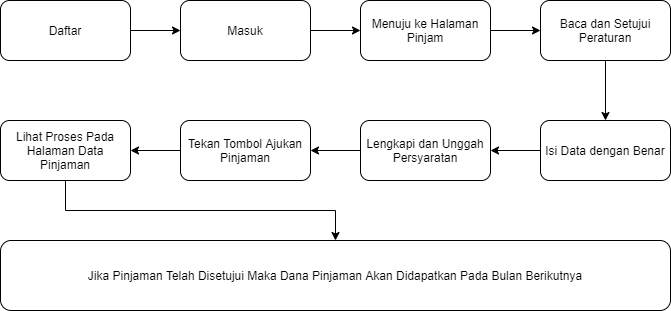 Daftar
Masuk
Menuju ke Halaman
Pinjam
Baca dan Setujui
Peraturan
Isi Data dengan Benar
Lengkapi dan Unggah
Persyaratan
Tekan Tombol Ajukan
Pinjaman
Lihat Proses Pada
Halaman Data
Pinjaman
Jika Pinjaman Telah Disetujui Maka Dana Pinjaman Akan Didapatkan Pada Bulan Berikutnya